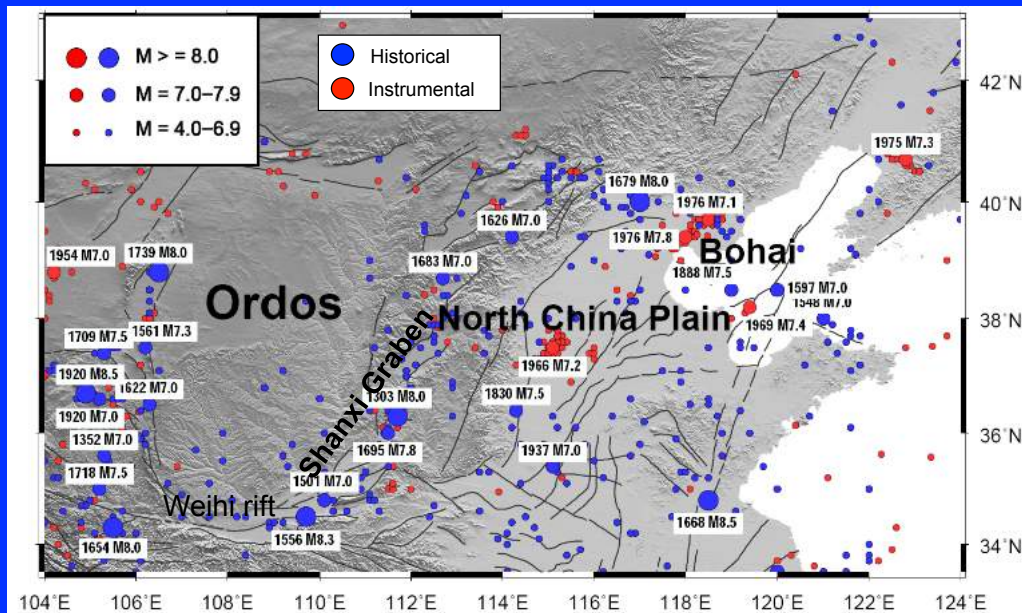 M > = 8.0
M = 7.0–7.9
M = 4.0–6.9
Historical
Instrumental
42°N
40°N
38°N
36°N
34°N
1975 M7.3
1679 M8.0
1976 M7.1
1626 M7.0
1976 M7.8
Bohai
1954 M7.0
1739 M8.0
1683 M7.0
1888 M7.5
1597 M7.0
1548 M7.0
Ordos
North China Plain
1709 M7.5
1561 M7.3
1969 M7.4
1966 M7.2
1920 M8.5
1622 M7.0
Shanxi Graben
1303 M8.0
1830 M7.5
1920 M7.0
1352 M7.0
1695 M7.8
1937 M7.0
1718 M7.5
1501 M7.0
Weihi rift
1556 M8.3
1668 M8.5
1654 M8.0
104°E 106°E 108°E 110°E 112°E 114°E 116°E 118°E 120°E 122°E 124°E